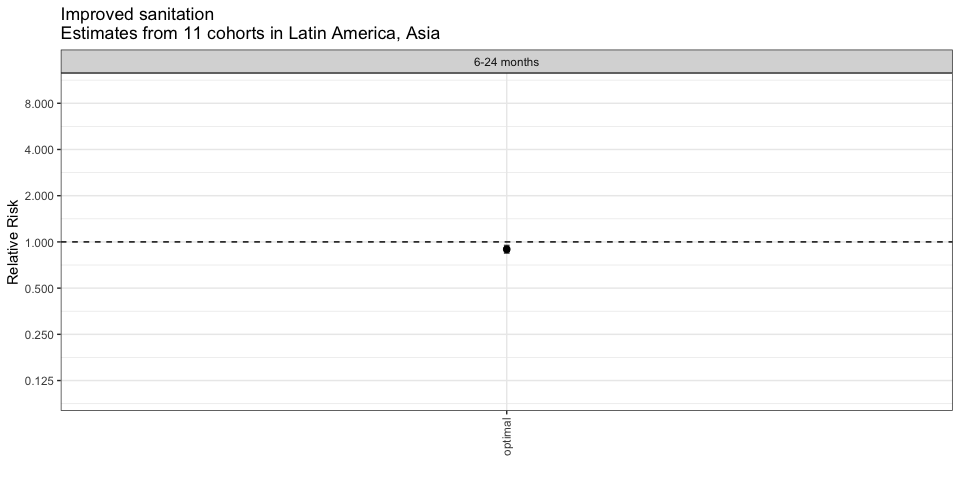 Improved sanitation
Estimates from 11 cohorts in Latin America, Asia
6-24 months
8.000
4.000
2.000
1.000
0.500
0.250
0.125
Relative Risk
optimal